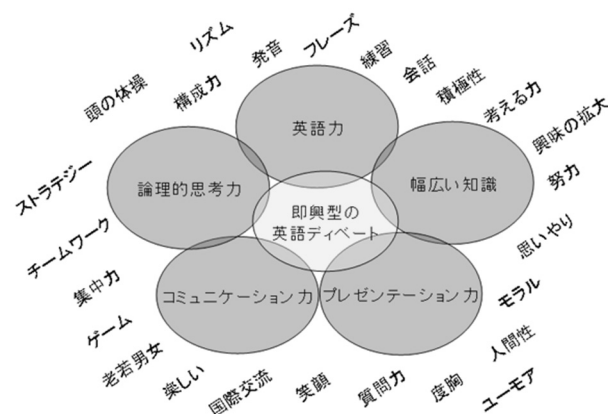 リズム
発音
フレーズ
練習
会話
積極性
考える力
興味の拡大
努力
思いやり
モラル
人間性
ユーモア
度胸
質問力
笑顔
国際交流
楽しい
老若男女
ゲーム
集中力
チームワーク
ストラテジー
頭の体操
構成力
英語力
論理的思考力
幅広い知識
即興型の
英語ディベート
コミュニケーション力
プレゼンテーション力